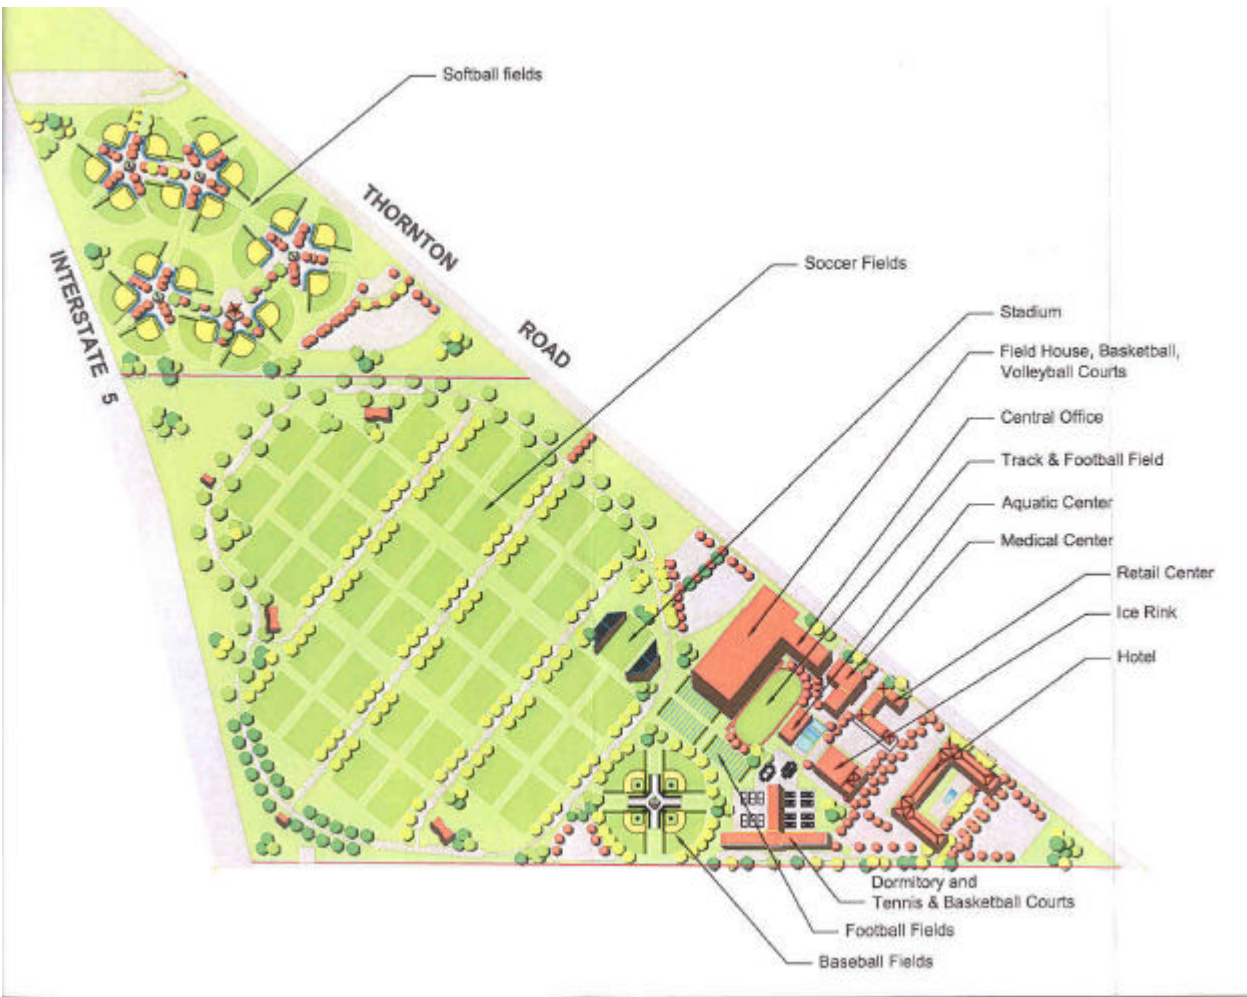 Softball fields
THORNTON
ROAD
INTERSTATE 5
Soccer Fields
Stadium
Field House, Basketball,
Volleyball Courts
Central Office
Track & Football Field
Aquatic Center
Medical Center
Retail Center
Ice Rink
Hotel
Dormitory and
Tennis & Basketball Courts
Football Fields
Baseball Fields